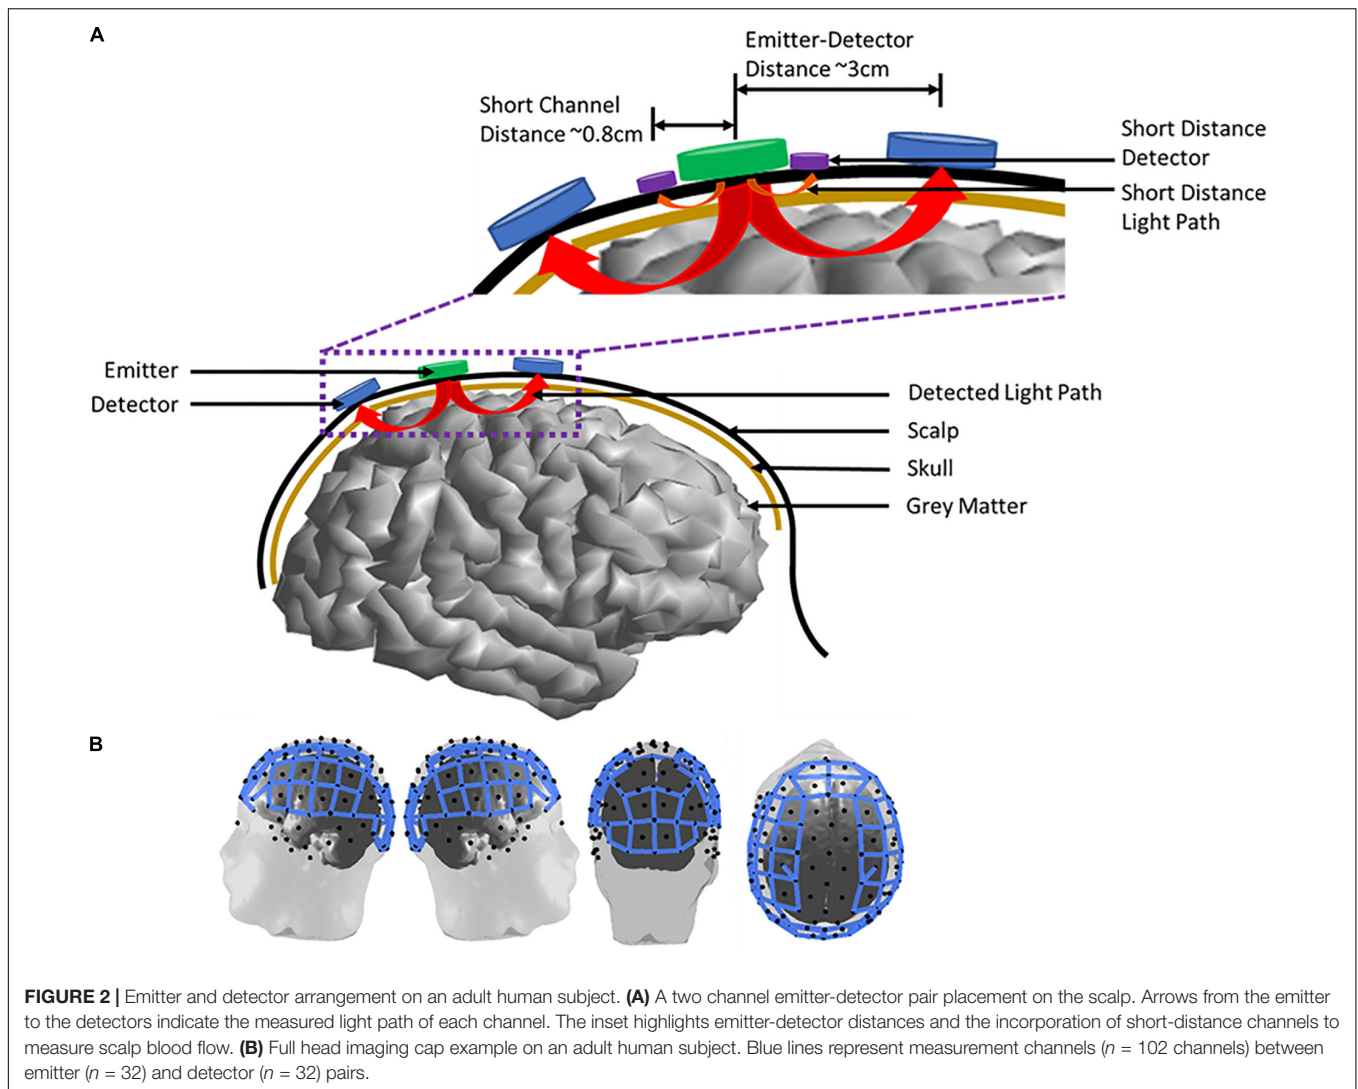 A
Emitter-Detector
Distance ~3cm
Short Channel
Distance ~0.8cm
Short Distance
Detector
Short Distance
Light Path
Emitter
Detector
Detected Light Path
Scalp
Skull
Grey Matter
B
FIGURE 2 | Emitter and detector arrangement on an adult human subject. (A) A two channel emitter-detector pair placement on the scalp. Arrows from the emitter
to the detectors indicate the measured light path of each channel. The inset highlights emitter-detector distances and the incorporation of short-distance channels to
measure scalp blood flow. (B) Full head imaging cap example on an adult human subject. Blue lines represent measurement channels (n = 102 channels) between
emitter (n = 32) and detector (n = 32) pairs.